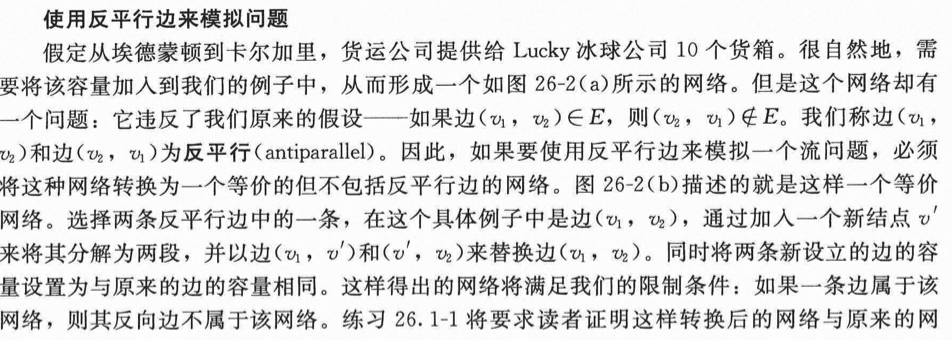 使用反平行边来模拟问题
假定从埃德蒙顿到卡尔加里，货运公司提供给 Lucky 冰球公司 10 个货箱。很自然地，需
要将该容量加入到我们的例子中，从而形成一个如图 26-2(a)所示的网络。但是这个网络却有
一个问题：它违反了我们原来的假设——如果边(v₁，v₂)∈E，则(v₂，v₁)∉E。我们称边(v₁，
v₂)和边(v₂，v₁)为反平行(antiparallel)。因此，如果要使用反平行边来模拟一个流问题，必须
将这种网络转换为一个等价的但不包括反平行边的网络。图 26-2(b)描述的就是这样一个等价
网络。选择两条反平行边中的一条，在这个具体例子中是边(v₁，v₂)，通过加入一个新结点 v′
来将其分解为两段，并以边(v₁，v′)和(v′，v₂)来替换边(v₁，v₂)。同时将两条新设立的边的容
量设置为与原来的边的容量相同。这样得出的网络将满足我们的限制条件：如果一条边属于该
网络，则其反向边不属于该网络。练习 26.1-1 将要求读者证明这样转换后的网络与原来的网